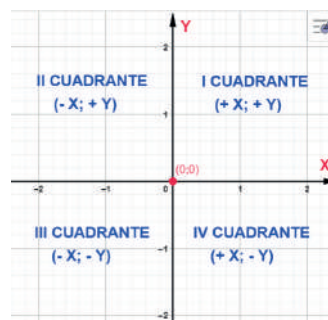 Y
2
II CUADRANTE
(- X; + Y)
I CUADRANTE
(+ X; + Y)
1
(0;0)
X
-2
-1
0
1
2
III CUADRANTE
(- X; - Y)
IV CUADRANTE
(+ X; - Y)
-1
-2